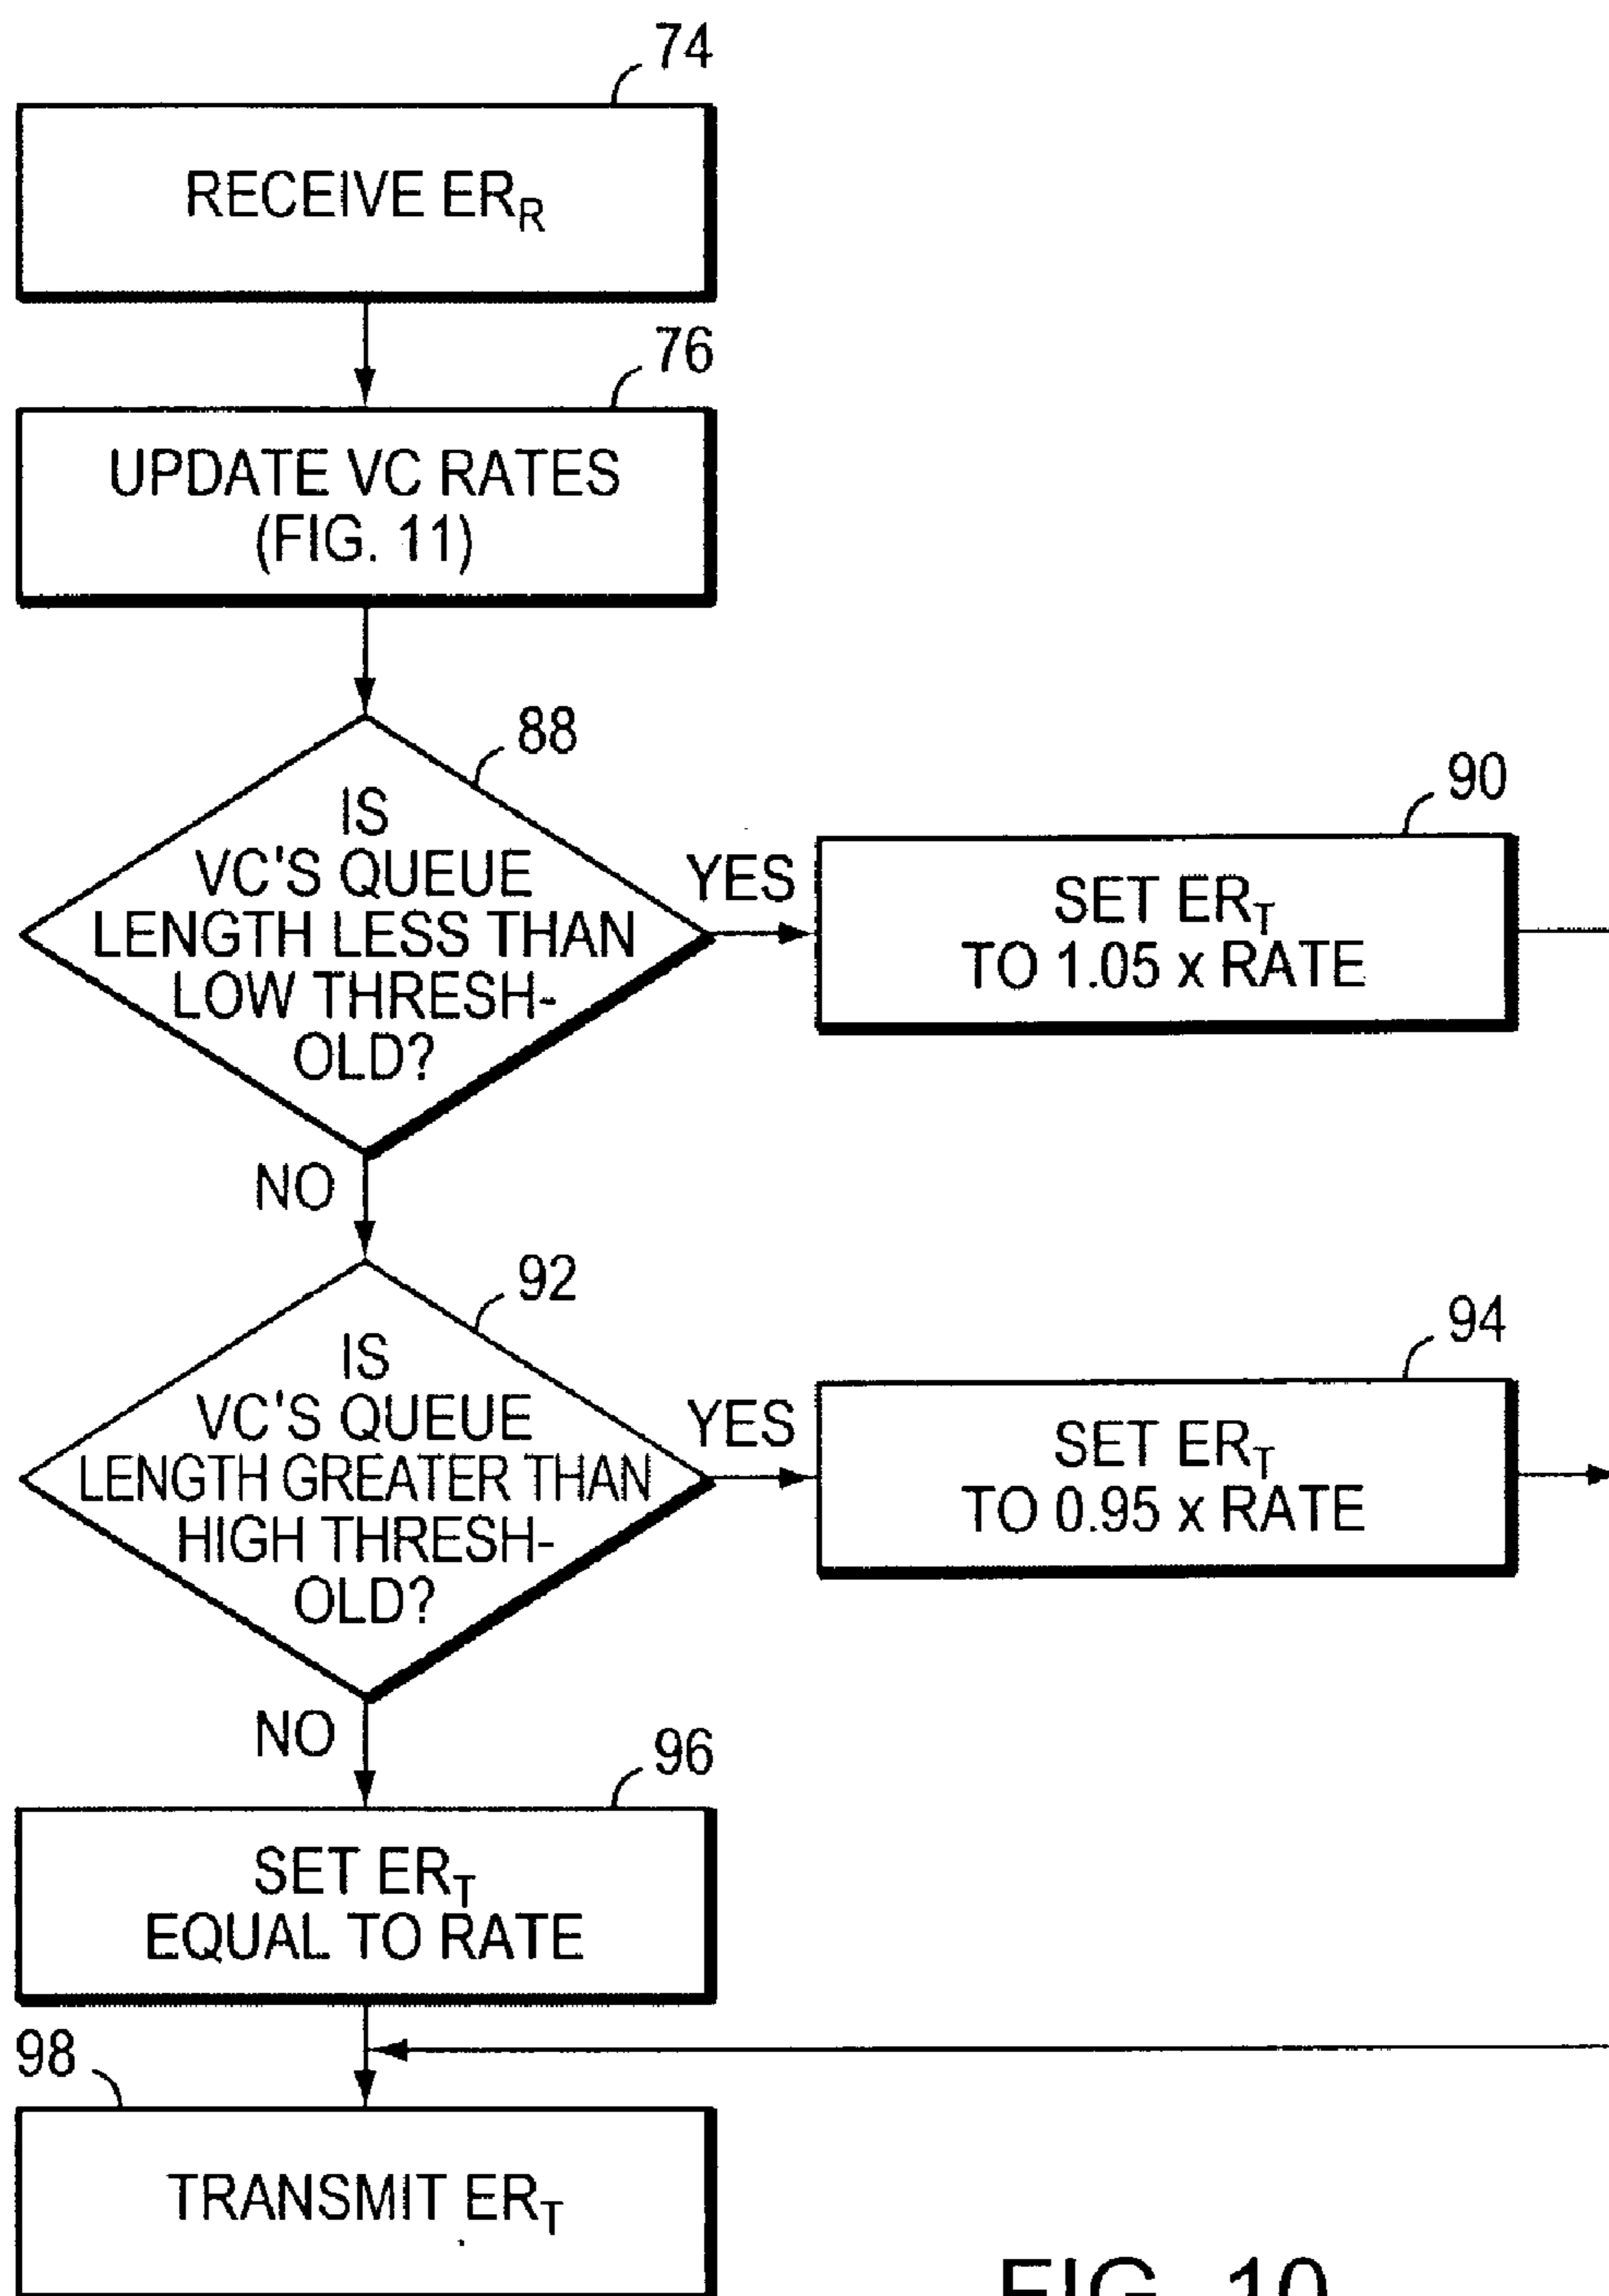 74
RECEIVE ER_R
76
UPDATE VC RATES
(FIG. 11)
88
IS
VC'S QUEUE
LENGTH LESS THAN
LOW THRESH-
OLD?
YES
90
SET ER_T
TO 1.05 x RATE
NO
92
IS
VC'S QUEUE
LENGTH GREATER THAN
HIGH THRESH-
OLD?
YES
94
SET ER_T
TO 0.95 x RATE
NO
96
SET ER_T
EQUAL TO RATE
98
TRANSMIT ER_T
FIG. 10